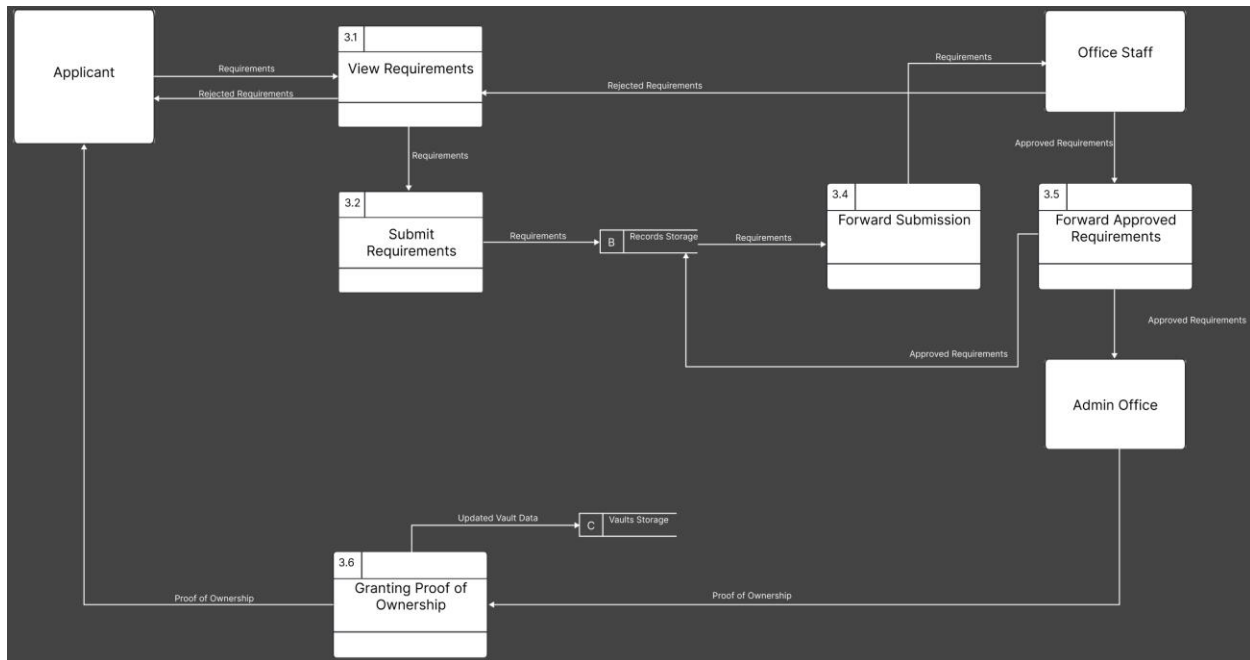 3.1
Applicant
Requirements
View Requirements
Requirements
Office Staff
Rejected Requirements
Rejected Requirements
Requirements
Approved Requirements
3.2
Submit
Requirements
Requirements
B
Records Storage
Requirements
3.4
Forward Submission
3.5
Forward Approved
Requirements
Approved Requirements
Approved Requirements
Admin Office
Updated Vault Data
C
Vaults Storage
3.6
Granting Proof of
Ownership
Proof of Ownership
Proof of Ownership